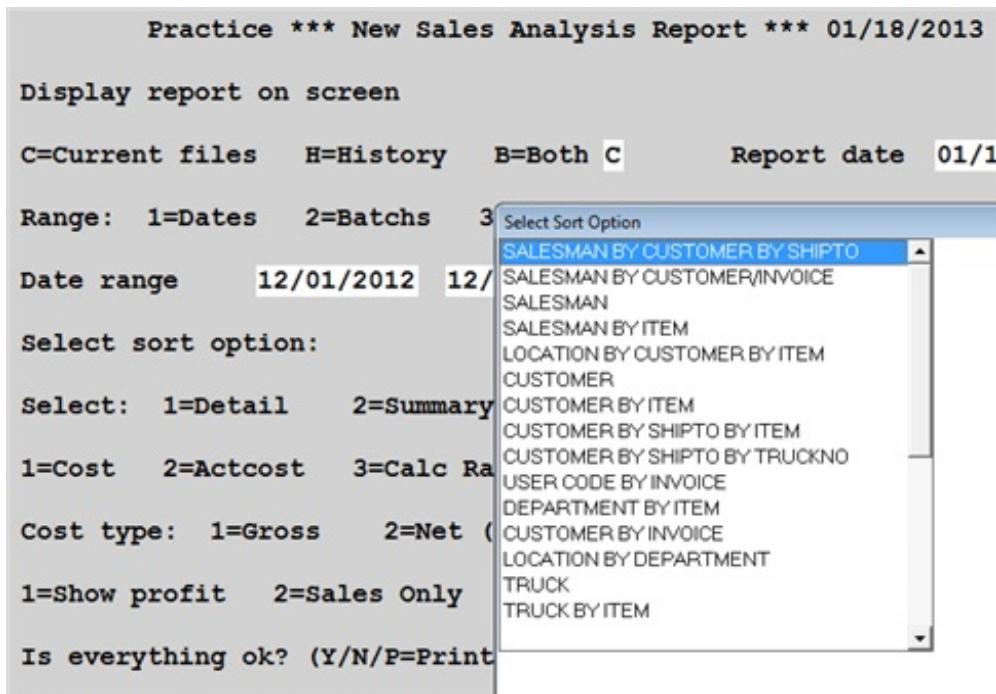 Practice *** New Sales Analysis Report *** 01/18/2013
Display report on screen
C=Current files H=History B=Both C Report date 01/1
Range: 1=Dates 2=Batchs 3
Date range 12/01/2012 12/
Select sort option:
Select: 1=Detail 2=Summary
1=Cost 2=Actcost 3=Calc Ra
Cost type: 1=Gross 2=Net (
1=Show profit 2=Sales Only
Is everything ok? (Y/N/P=Print
Select Sort Option
SALESMAN BY CUSTOMER BY SHIPTO
SALESMAN BY CUSTOMER/INVOICE
SALESMAN
SALESMAN BY ITEM
LOCATION BY CUSTOMER BY ITEM
CUSTOMER
CUSTOMER BY ITEM
CUSTOMER BY SHIPTO BY ITEM
CUSTOMER BY SHIPTO BY TRUCKNO
USER CODE BY INVOICE
DEPARTMENT BY ITEM
CUSTOMER BY INVOICE
LOCATION BY DEPARTMENT
TRUCK
TRUCK BY ITEM